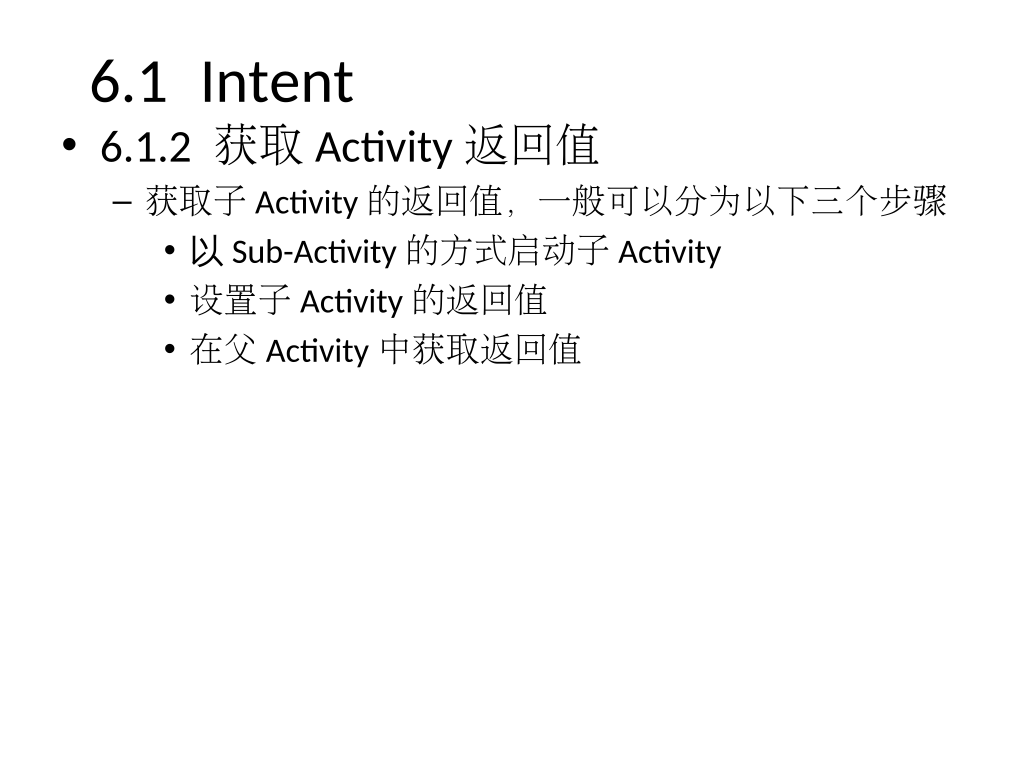 6.1 Intent
• 6.1.2 获取 Activity 返回值
– 获取子 Activity 的返回值，一般可以分为以下三个步骤
• 以 Sub-Activity 的方式启动子 Activity
• 设置子 Activity 的返回值
• 在父 Activity 中获取返回值